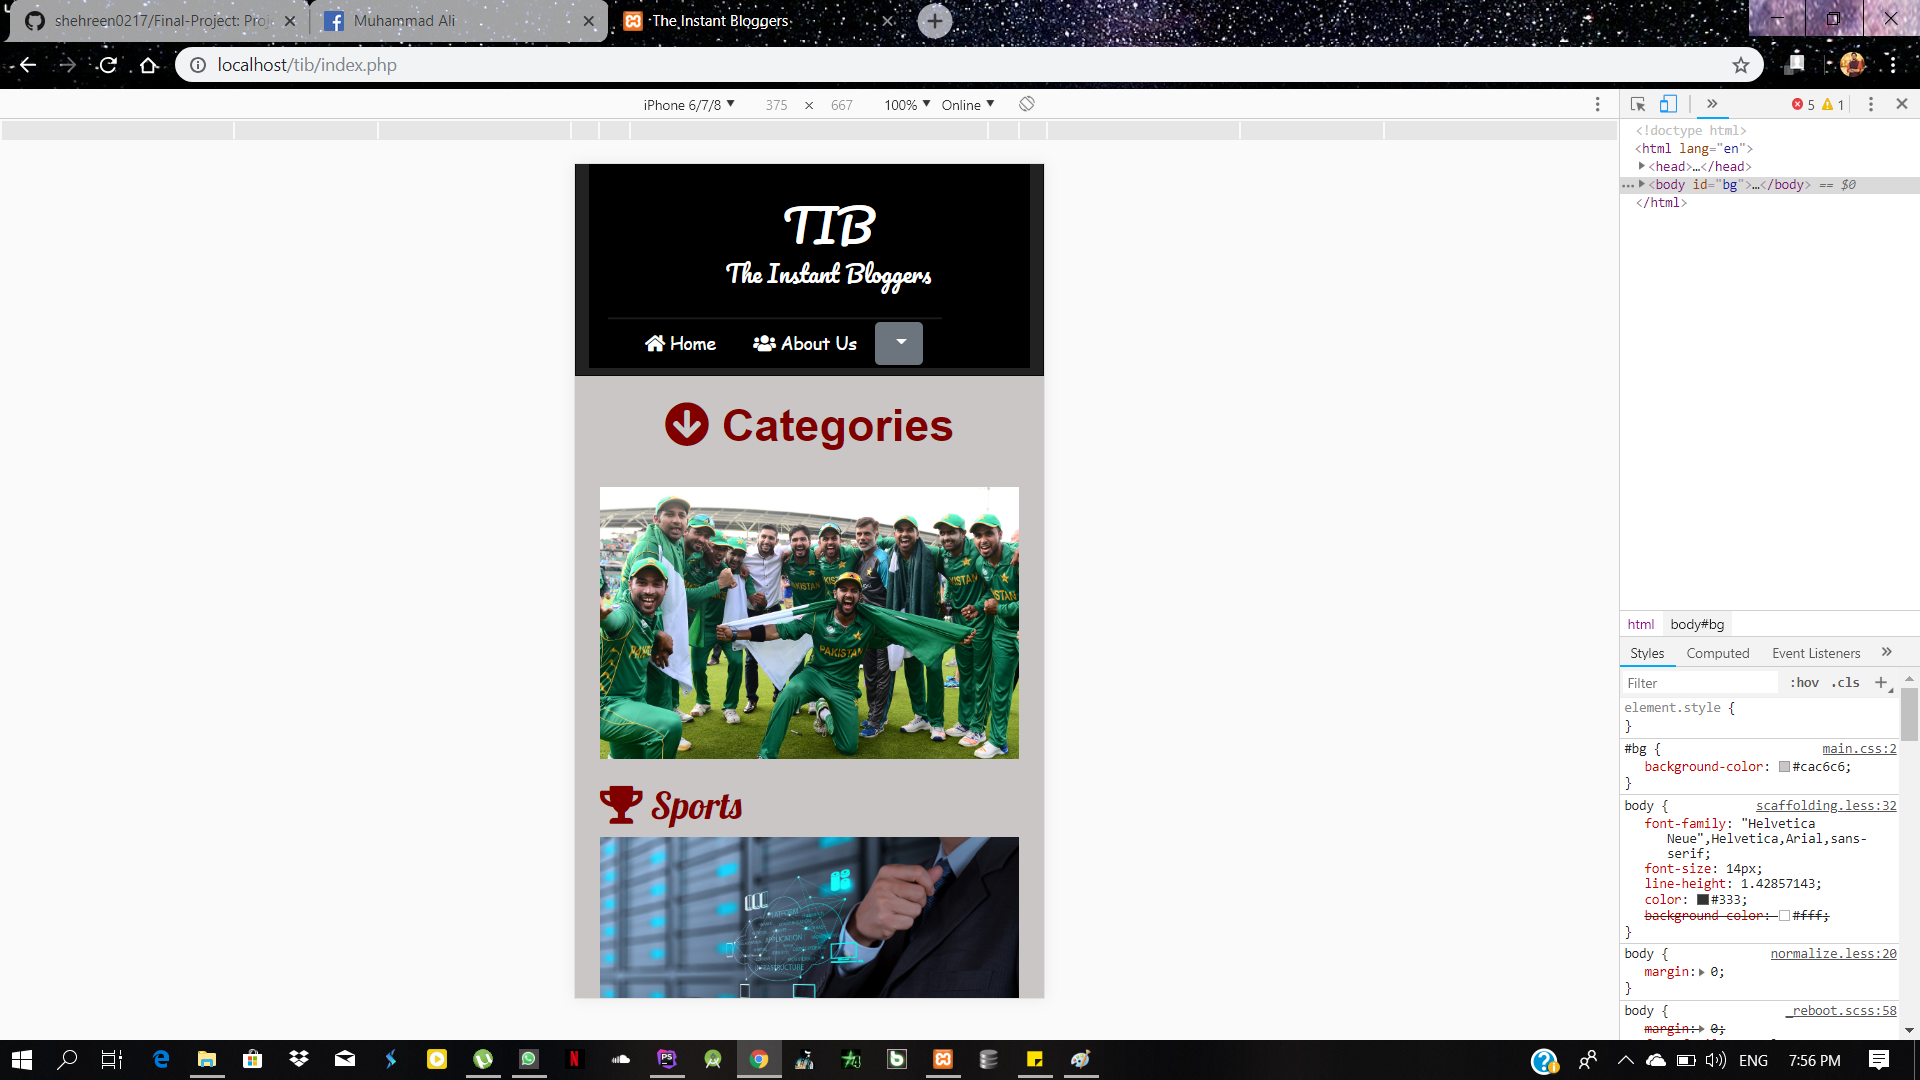 shehreen0217/Final-Project: Proj
Muhammad Ali
The Instant Bloggers
localhost/tib/index.php
iPhone 6/7/8 ▼ 375 × 667 100% ▼ Online ▼
5 1
<!doctype html>
<html lang="en">
<head>…</head>
<body id="bg">…</body> == $0
</html>
TIB
The Instant Bloggers
Home About Us
Categories
PAKISTAN
PAKISTAN
Sports
APPLICATION
INFRASTRUCTURE
html body#bg
Styles Computed Event Listeners »
Filter :hov .cls +
element.style {
}
#bg { main.css:2
background-color: #cac6c6;
}
body { scaffolding.less:32
font-family: "Helvetica
Neue",Helvetica,Arial,sans-
serif;
font-size: 14px;
line-height: 1.42857143;
color: #333;
background-color: #fff;
}
body { normalize.less:20
margin: 0;
}
body { _reboot.scss:58
margin: 0;
ENG 7:56 PM